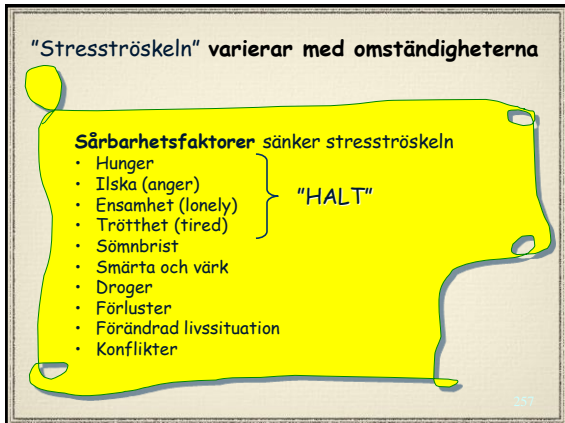 ”Stresströskeln” varierar med omständigheterna
Sårbarhetsfaktorer sänker stresströskeln
• Hunger
• Ilska (anger)
• Ensamhet (lonely)
• Trötthet (tired)
”HALT”
• Sömnbrist
• Smärta och värk
• Droger
• Förluster
• Förändrad livssituation
• Konflikter
257